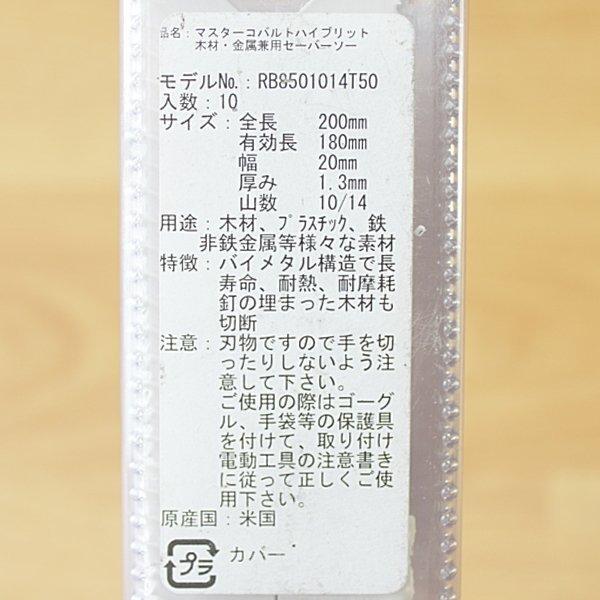 品名: マスターコバルトハイブリット
木材・金属兼用セーバーソー
モデル№.：RB8501014T50
入数：10
サイズ：全長 200mm
有効長 180mm
幅 20mm
厚み 1.3mm
山数 10/14
用途：木材、ﾌﾟﾗｽﾁｯｸ、鉄
非鉄金属等様々な素材
特徴：バイメタル構造で長
寿命、耐熱、耐摩耗
釘の埋まった木材も
切断
注意：刃物ですので手を切
ったりしないよう注
意して下さい。
ご使用の際はゴーグ
ル、手袋等の保護具
を付けて、取り付け
電動工具の注意書き
に従って正しくご使
用下さい。
原産国：米国
プラ カバー